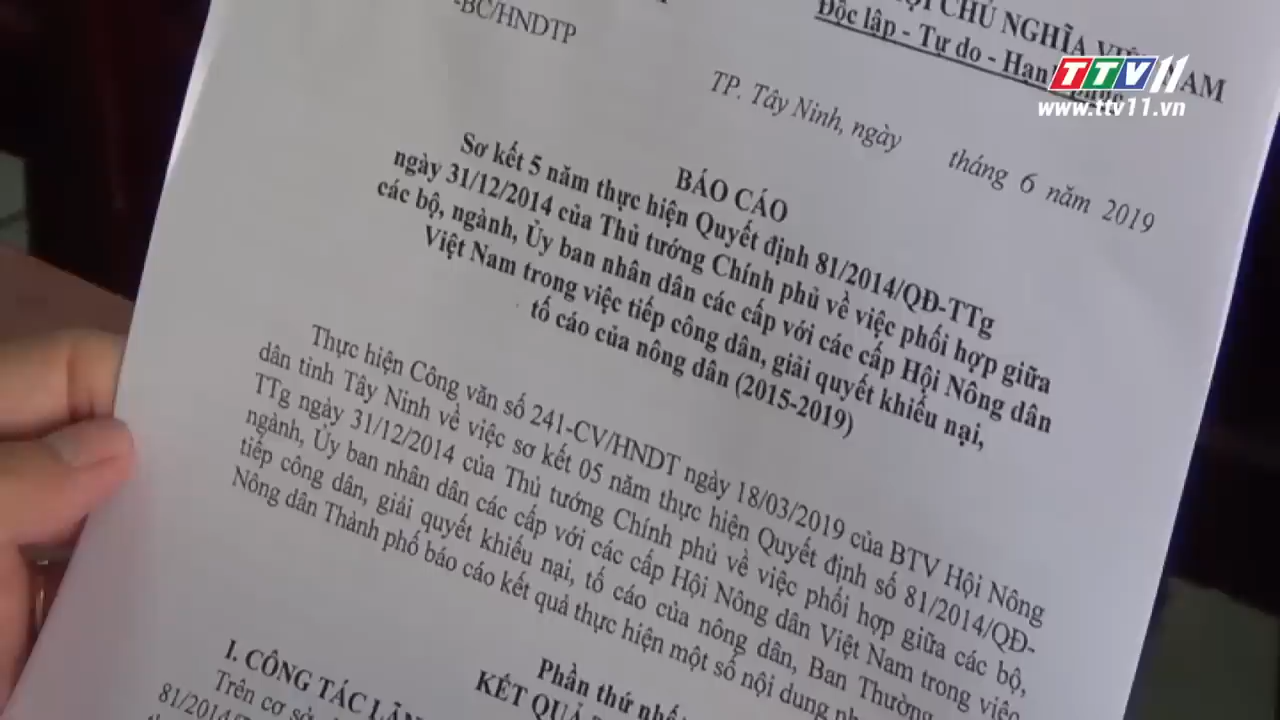 -BC/HNDTP
CHỦ NGHĨA VIỆT NAM
Độc lập - Tự do - Hạnh phúc
TTV11
www.ttv11.vn
TP. Tây Ninh, ngày tháng 6 năm 2019
BÁO CÁO
Sơ kết 5 năm thực hiện Quyết định 81/2014/QĐ-TTg
ngày 31/12/2014 của Thủ tướng Chính phủ về việc phối hợp giữa
các bộ, ngành, Ủy ban nhân dân các cấp với các cấp Hội Nông dân
Việt Nam trong việc tiếp công dân, giải quyết khiếu nại,
tố cáo của nông dân (2015-2019)
Thực hiện Công văn số 241-CV/HNDT ngày 18/03/2019 của BTV Hội Nông
dân tỉnh Tây Ninh về việc sơ kết 05 năm thực hiện Quyết định số 81/2014/QĐ-
TTg ngày 31/12/2014 của Thủ tướng Chính phủ về việc phối hợp giữa các bộ,
ngành, Ủy ban nhân dân các cấp với các cấp Hội Nông dân Việt Nam trong việc
tiếp công dân, giải quyết khiếu nại, tố cáo của nông dân, Ban Thường
Nông dân Thành phố báo cáo kết quả thực hiện một số nội dung
Phần thứ nhất
KẾT QUẢ
I. CÔNG TÁC
Trên cơ sở
81/2014/